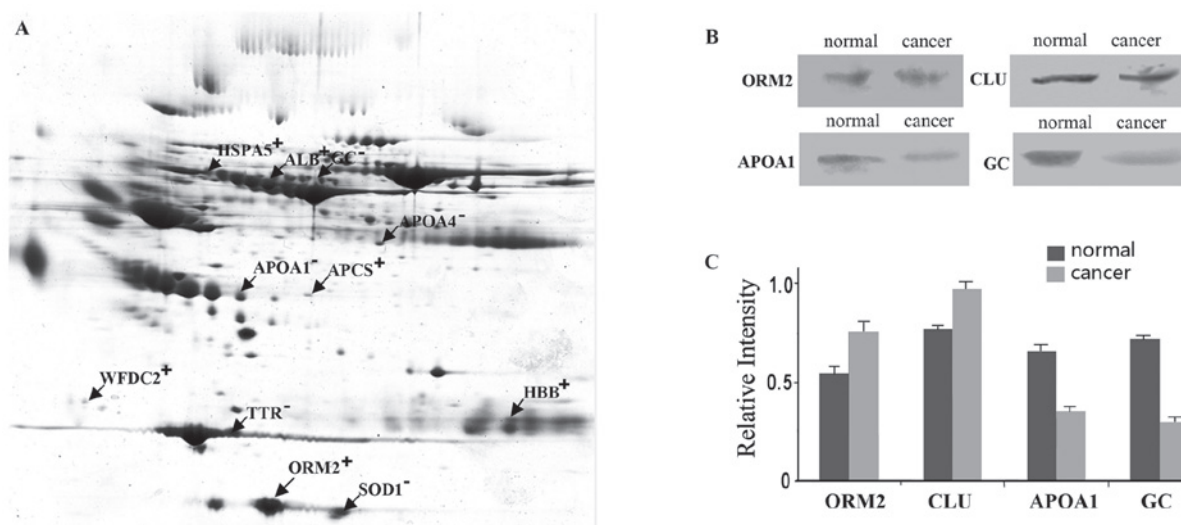 A
HSPA5+
ALB+ GC-
APOA4-
APOA1- APCS+
WFDC2+
HBB+
TTR-
ORM2+
SOD1-
B
normal cancer
ORM2
normal cancer
CLU
normal cancer
APOA1
normal cancer
GC
C
normal
cancer
Relative Intensity
1.0
0.5
0
ORM2 CLU APOA1 GC